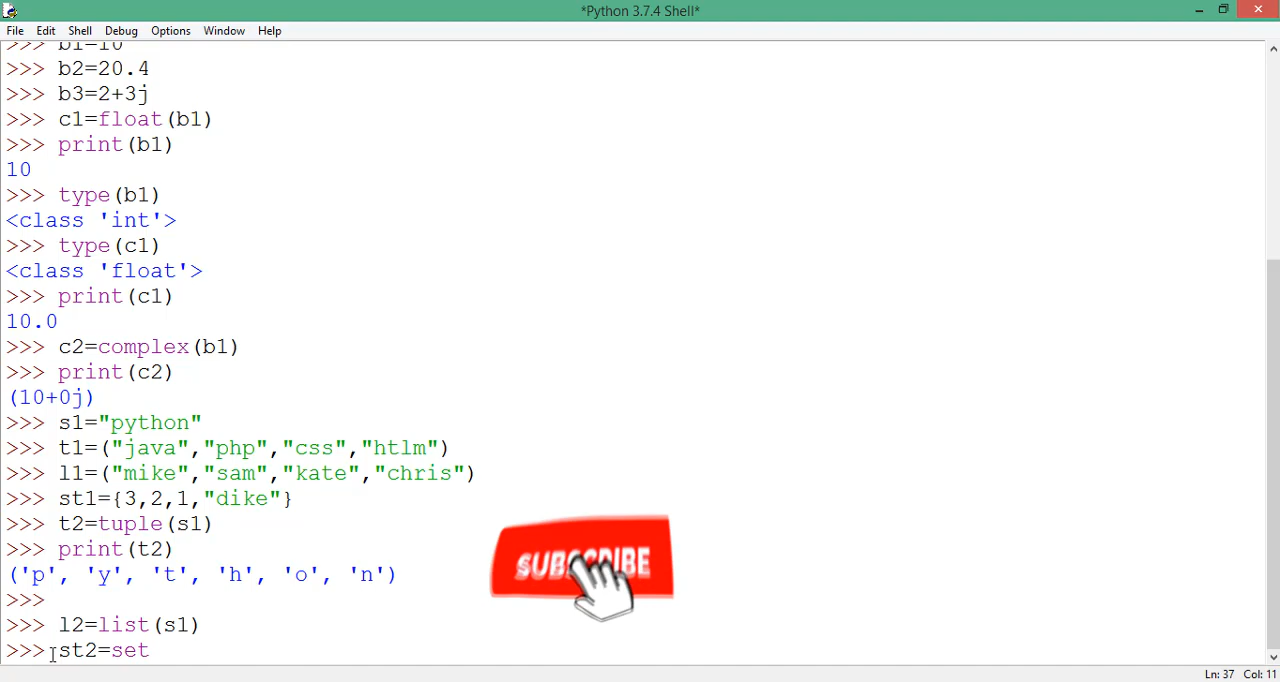 *Python 3.7.4 Shell*
File Edit Shell Debug Options Window Help
>>> b1=10
>>> b2=20.4
>>> b3=2+3j
>>> c1=float(b1)
>>> print(b1)
10
>>> type(b1)
<class 'int'>
>>> type(c1)
<class 'float'>
>>> print(c1)
10.0
>>> c2=complex(b1)
>>> print(c2)
(10+0j)
>>> s1="python"
>>> t1=("java","php","css","htlm")
>>> l1=("mike","sam","kate","chris")
>>> st1={3,2,1,"dike"}
>>> t2=tuple(s1)
>>> print(t2)
('p', 'y', 't', 'h', 'o', 'n')
>>>
>>> l2=list(s1)
>>> st2=set
SUBSCRIBE
Ln: 37 Col: 11